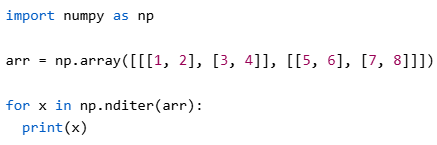 import numpy as np
arr = np.array([[[1, 2], [3, 4]], [[5, 6], [7, 8]]])
for x in np.nditer(arr):
  print(x)